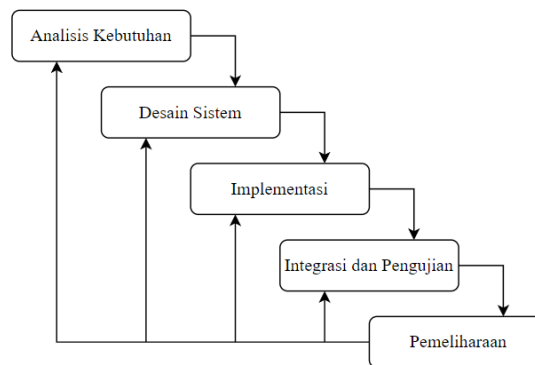 Analisis Kebutuhan
Desain Sistem
Implementasi
Integrasi dan Pengujian
Pemeliharaan